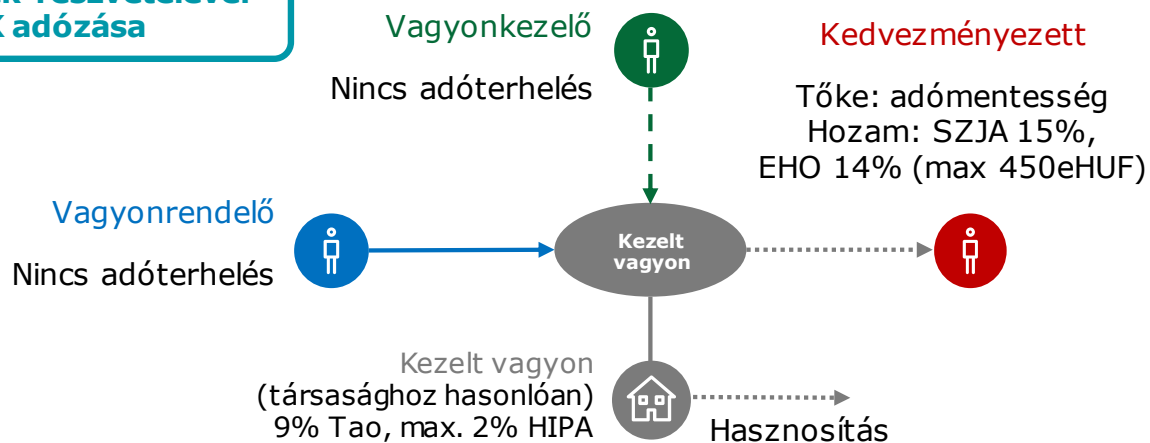 adózása
Vagyonkezelő
Nincs adóterhelés
Kedvezményezett
Tőke: adómentesség
Hozam: SZJA 15%,
EHO 14% (max 450eHUF)
Vagyonrendelő
Nincs adóterhelés
Kezelt
vagyon
Kezelt vagyon
(társasághoz hasonlóan)
9% Tao, max. 2% HIPA
Hasznosítás